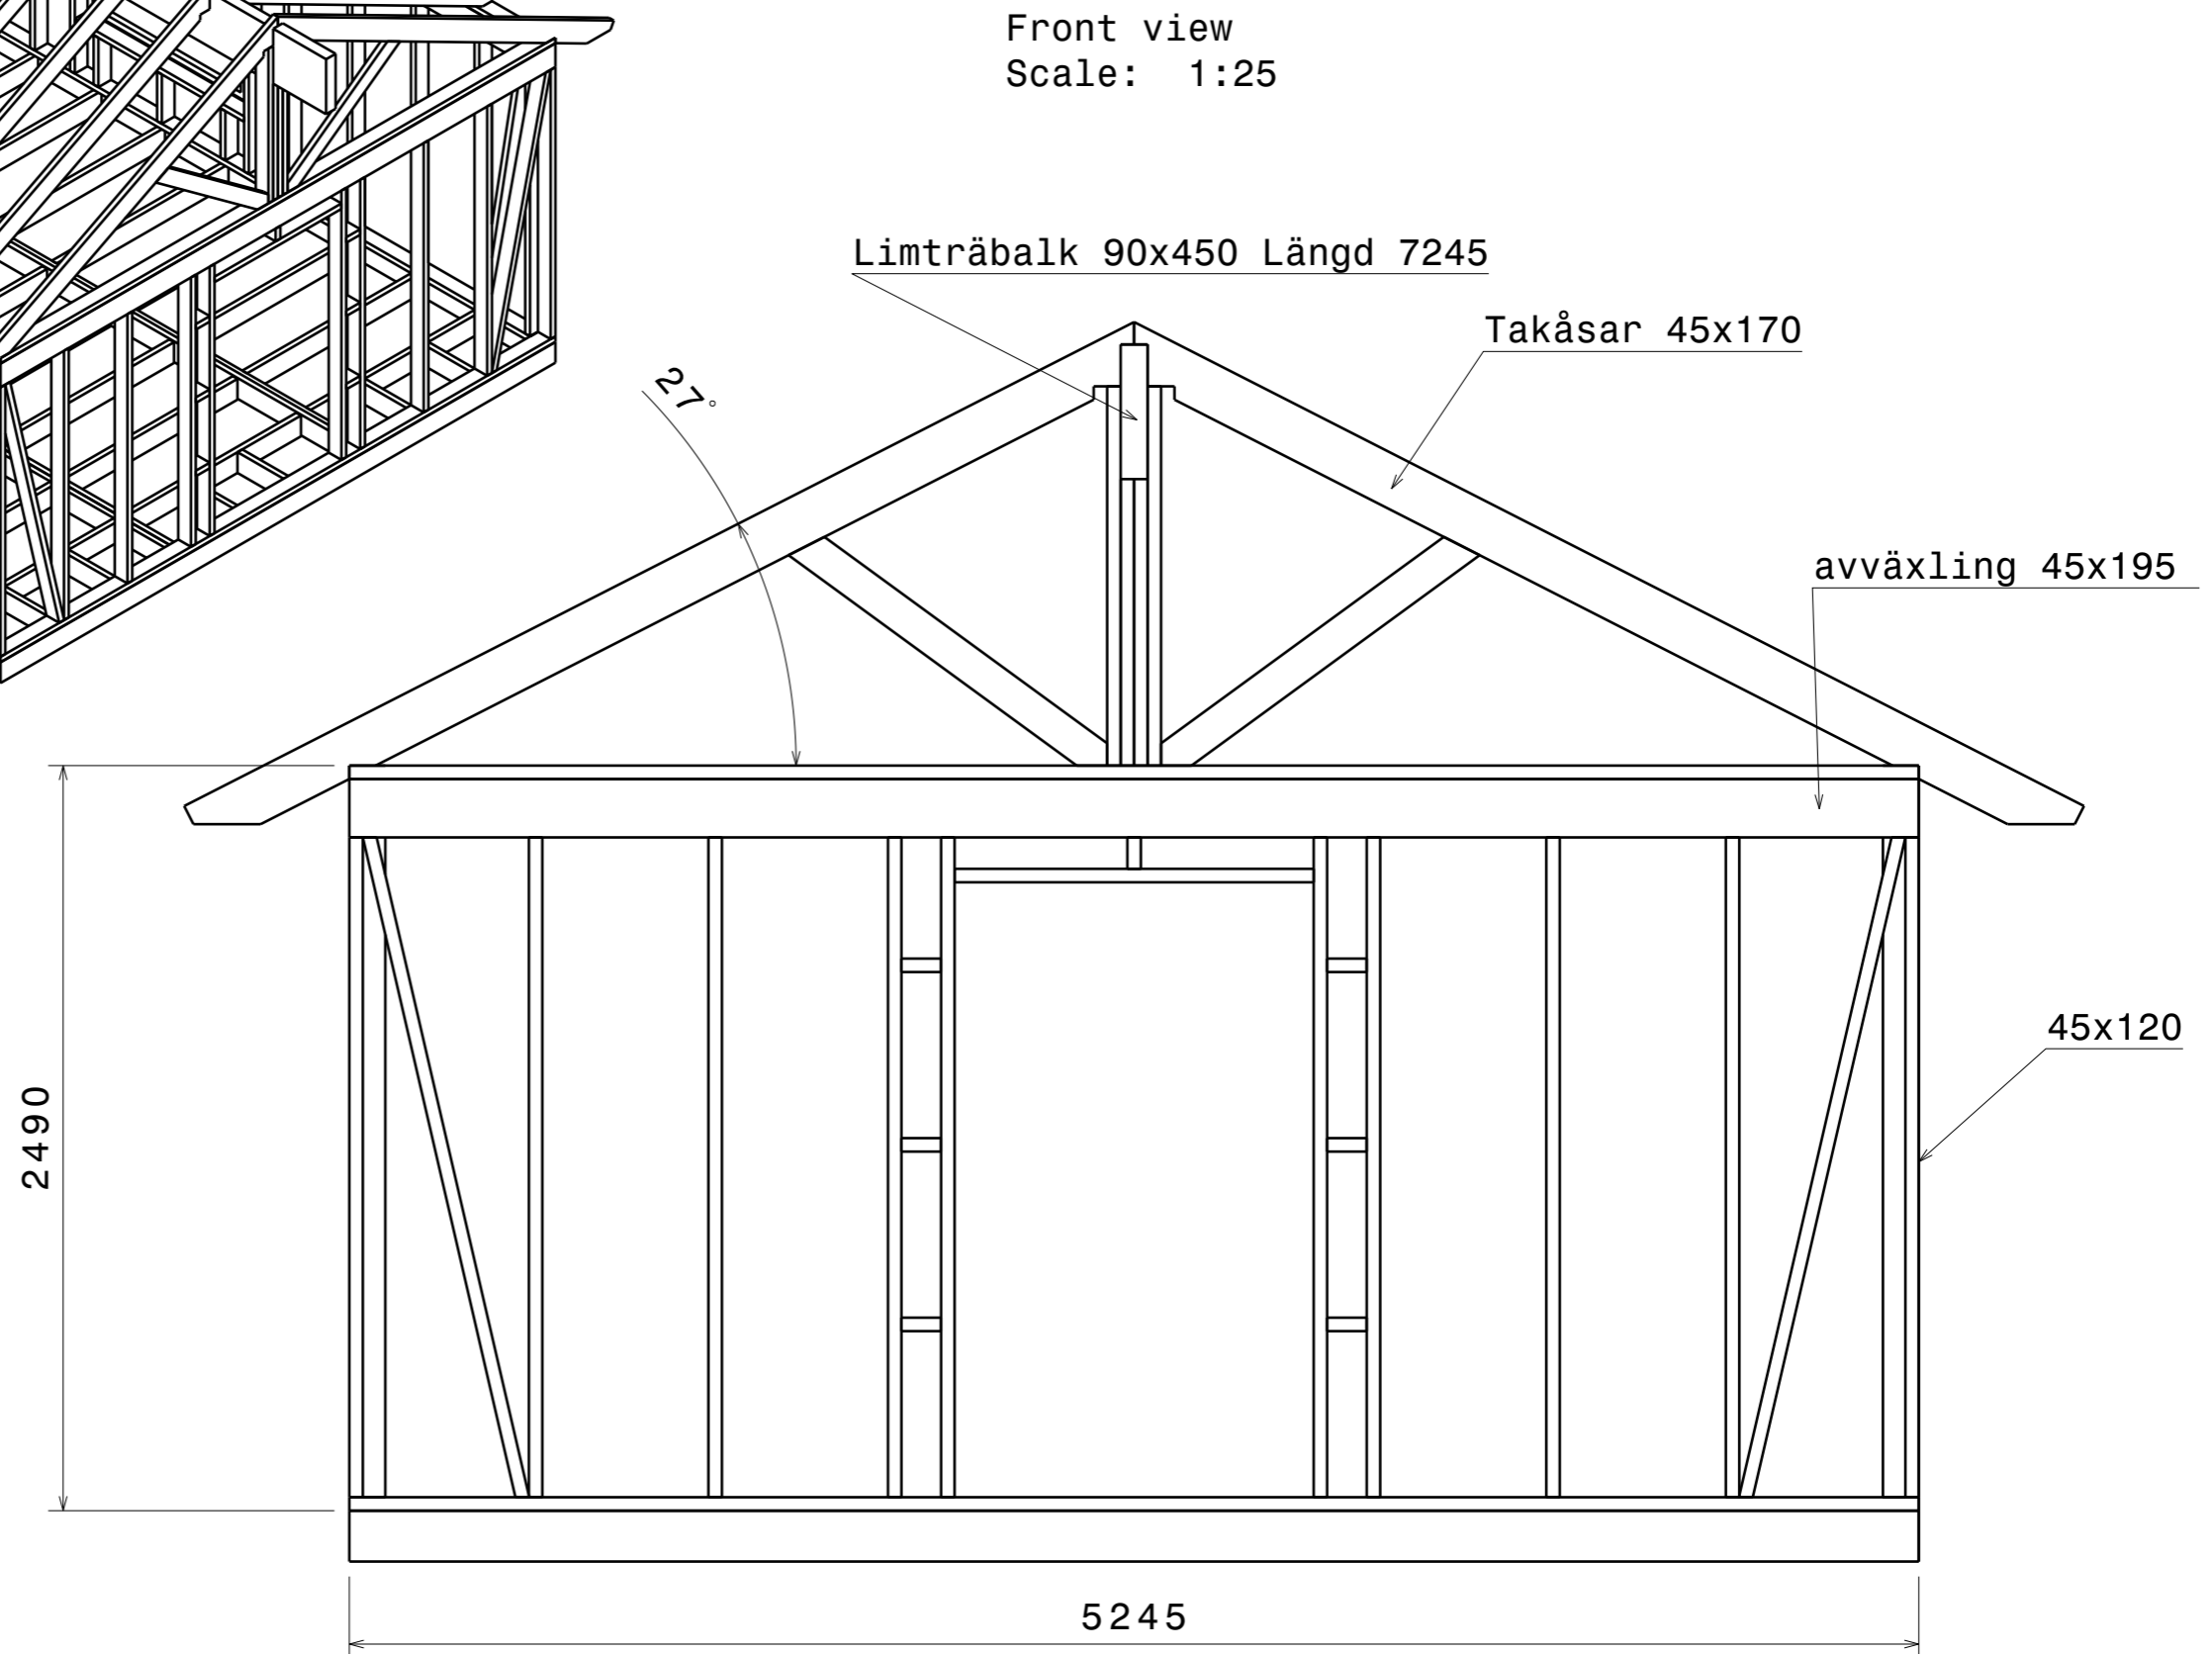 Front view
Scale:  1:25
Limträbalk 90x450 Längd 7245
Takåsar 45x170
27°
avväxling 45x195
45x120
2490
5245